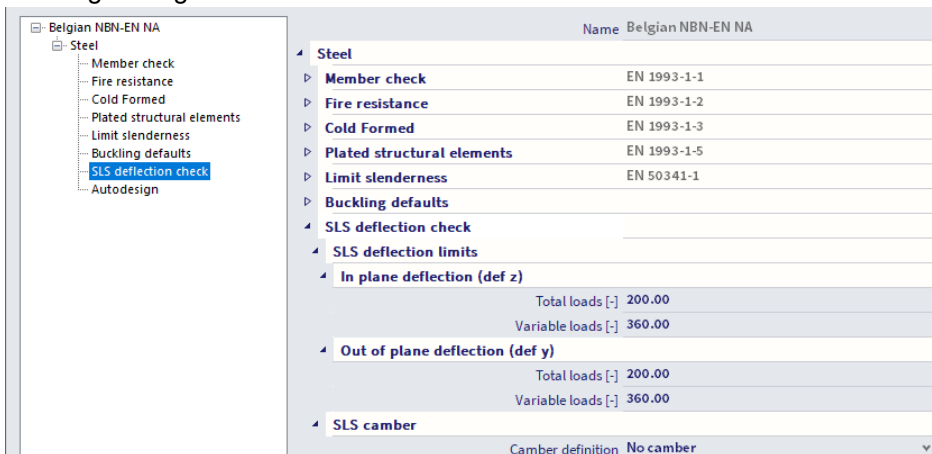 Belgian NBN-EN NA
Steel
Member check
Fire resistance
Cold Formed
Plated structural elements
Limit slenderness
Buckling defaults
SLS deflection check
Autodesign
Name Belgian NBN-EN NA
Steel
Member check EN 1993-1-1
Fire resistance EN 1993-1-2
Cold Formed EN 1993-1-3
Plated structural elements EN 1993-1-5
Limit slenderness EN 50341-1
Buckling defaults
SLS deflection check
SLS deflection limits
In plane deflection (def z)
Total loads [-] 200.00
Variable loads [-] 360.00
Out of plane deflection (def y)
Total loads [-] 200.00
Variable loads [-] 360.00
SLS camber
Camber definition No camber